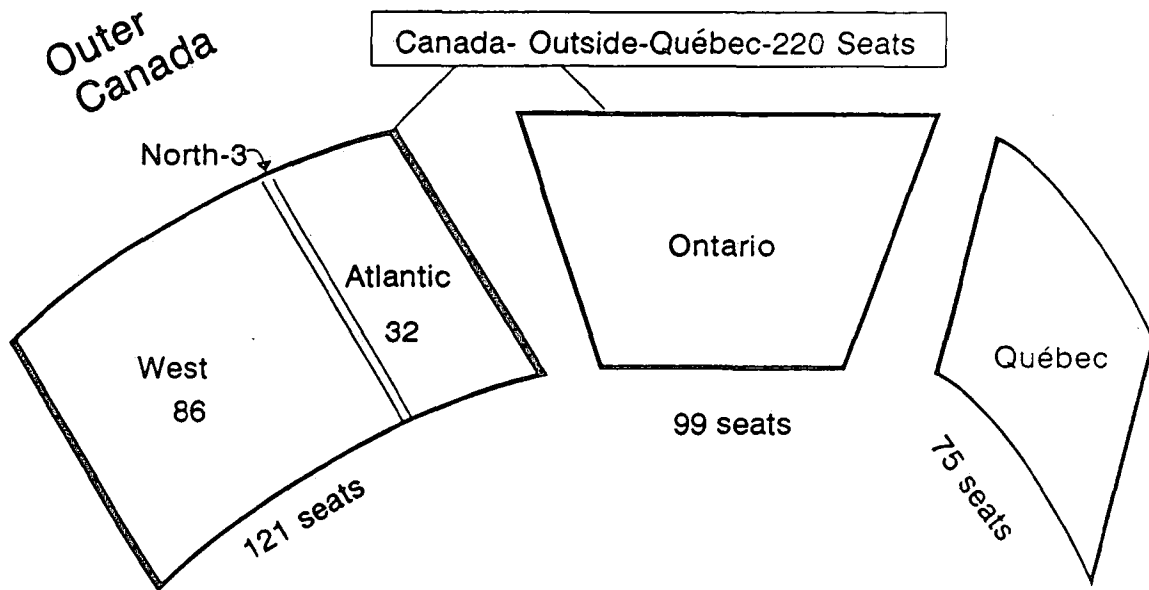 Outer
Canada
Canada- Outside-Québec-220 Seats
North-3
Atlantic
32
West
86
121 seats
Ontario
99 seats
Québec
75 seats